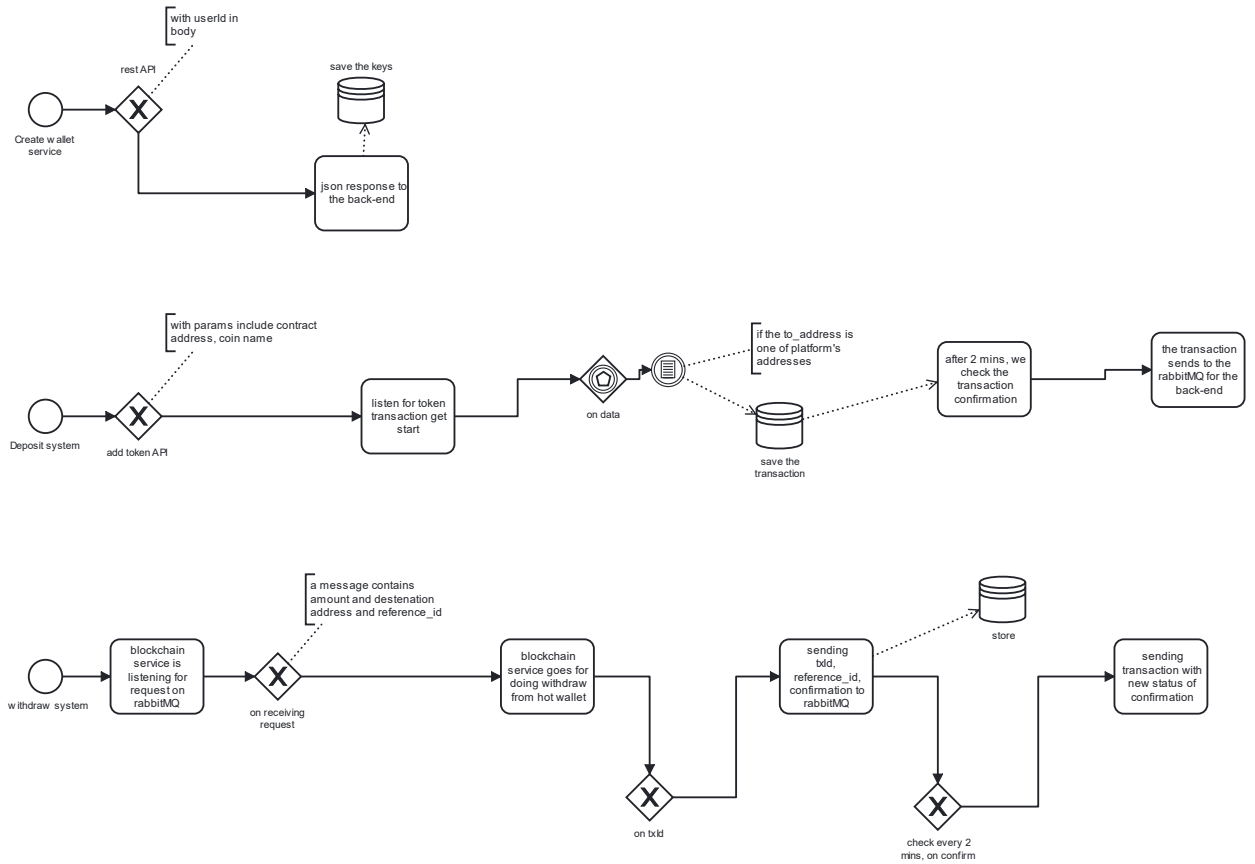 with userId in
body
rest API
save the keys
Create wallet
service
json response to
the back-end
with params include contract
address, coin name
if the to_address is
one of platform's
addresses
after 2 mins, we
check the
transaction
confirmation
the transaction
sends to the
rabbitMQ for the
back-end
listen for token
transaction get
start
on data
Deposit system
add token API
save the
transaction
a message contains
amount and destenation
address and reference_id
store
blockchain
service is
listening for
request on
rabbitMQ
blockchain
service goes for
doing withdraw
from hot wallet
sending
txId,
reference_id,
confirmation to
rabbitMQ
sending
transaction with
new status of
confirmation
withdraw system
on receiving
request
on txId
check every 2
mins, on confirm